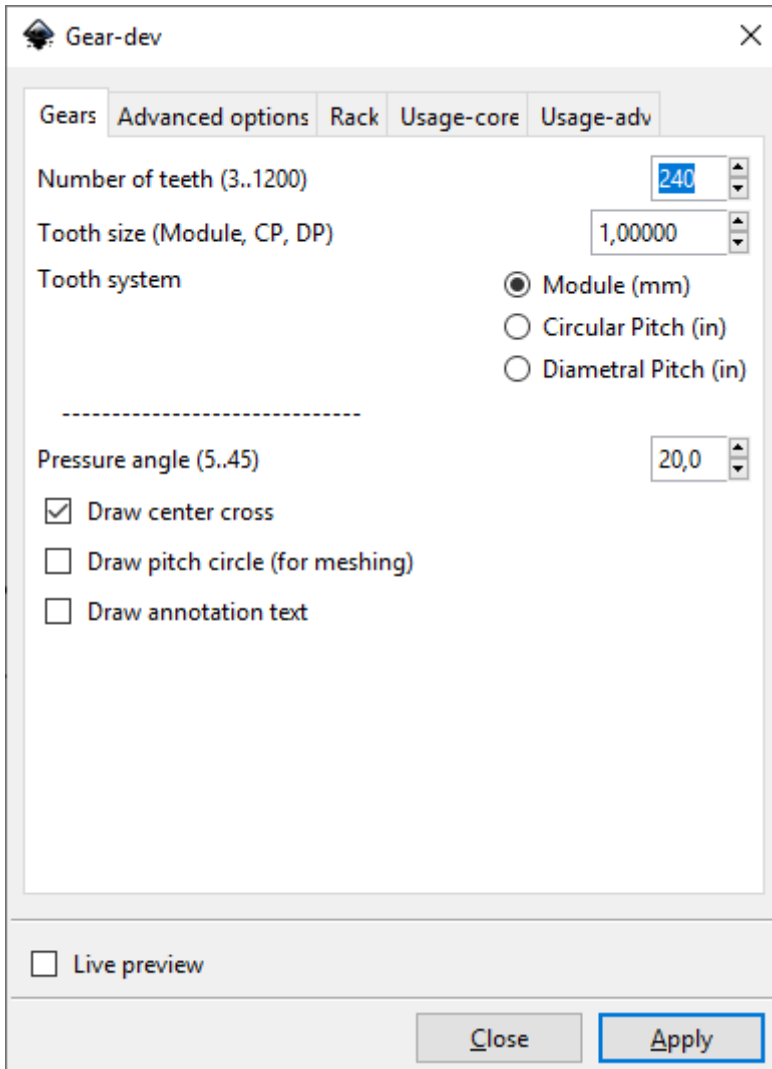 Gear-dev
Gears Advanced options Rack Usage-core Usage-adv
Number of teeth (3..1200) 240
Tooth size (Module, CP, DP) 1,00000
Tooth system Module (mm)
Circular Pitch (in)
Diametral Pitch (in)
------------------------------
Pressure angle (5..45) 20,0
Draw center cross
Draw pitch circle (for meshing)
Draw annotation text
Live preview
Close Apply